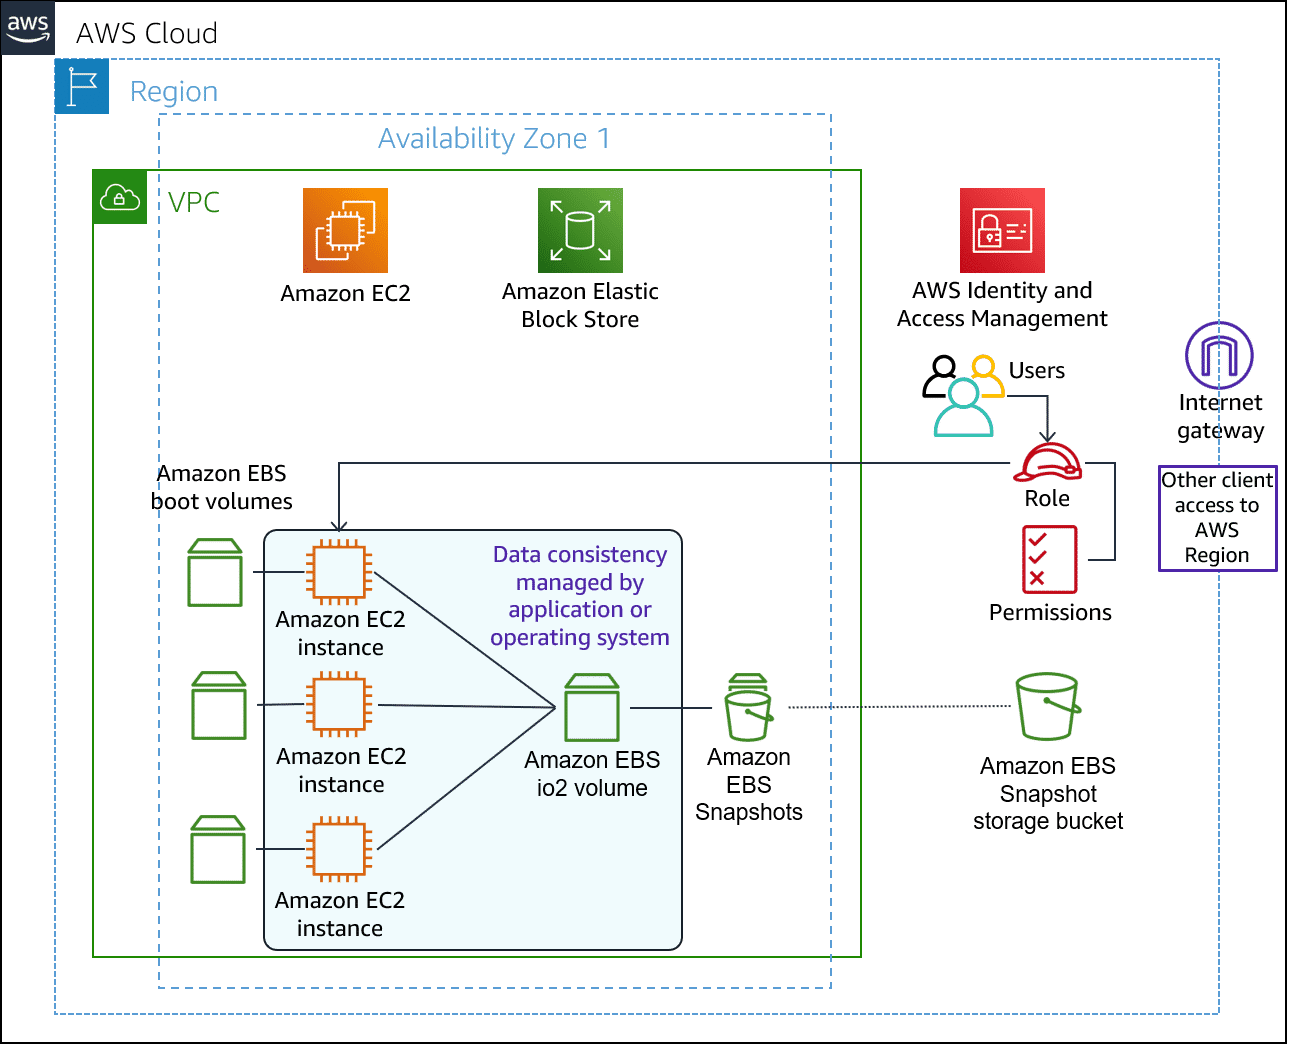 aws
AWS Cloud
Region
Availability Zone 1
VPC
Amazon EC2
Amazon Elastic
Block Store
AWS Identity and
Access Management
Users
Internet
gateway
Role
Other client
access to
AWS
Region
Permissions
Amazon EBS
boot volumes
Data consistency
managed by
application or
operating system
Amazon EC2
instance
Amazon EC2
instance
Amazon EC2
instance
Amazon EBS
io2 volume
Amazon
EBS
Snapshots
Amazon EBS
Snapshot
storage bucket